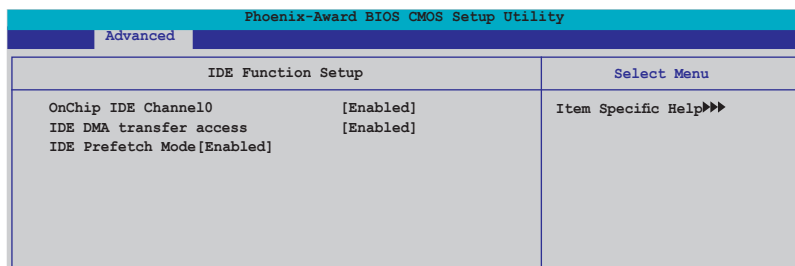 Phoenix-Award BIOS CMOS Setup Utility
Advanced
IDE Function Setup
Select Menu
OnChip IDE Channel0 [Enabled]
Item Specific Help
IDE DMA transfer access [Enabled]
IDE Prefetch Mode[Enabled]